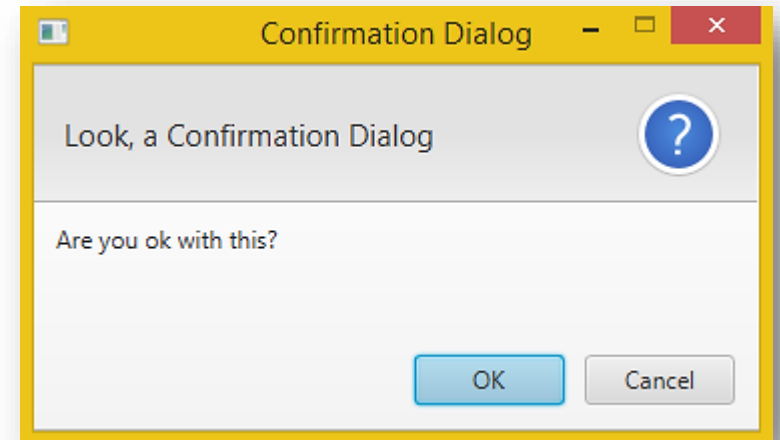 Confirmation Dialog
Look, a Confirmation Dialog
?
Are you ok with this?
OK
Cancel